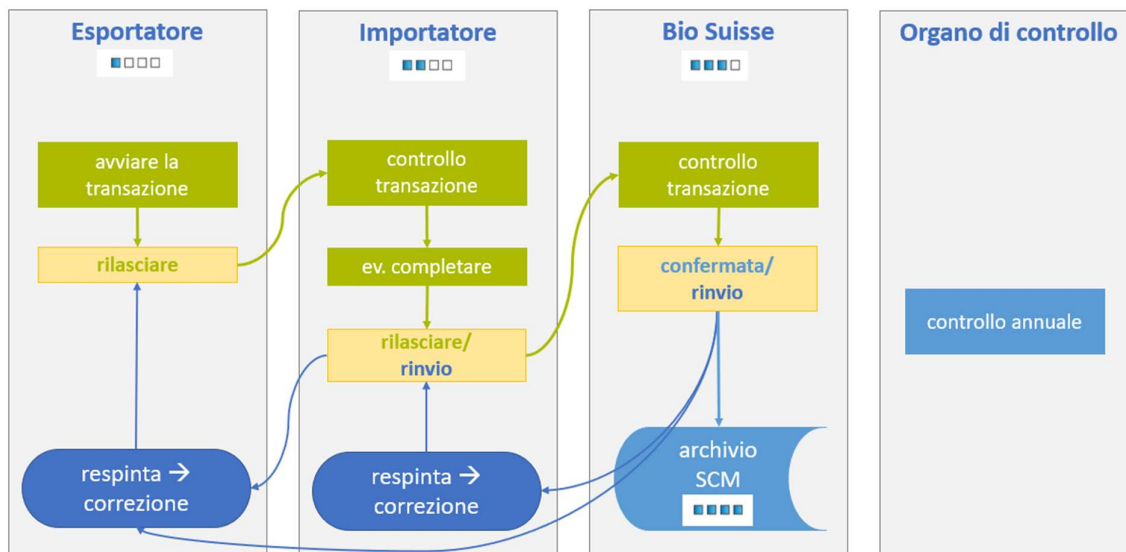 Esportatore
avviare la
transazione
rilasciare
respinta →
correzione
Importatore
controllo
transazione
ev. completare
rilasciare/
rinvio
respinta →
correzione
Bio Suisse
controllo
transazione
confermata/
rinvio
archivio
SCM
Organo di controllo
controllo annuale